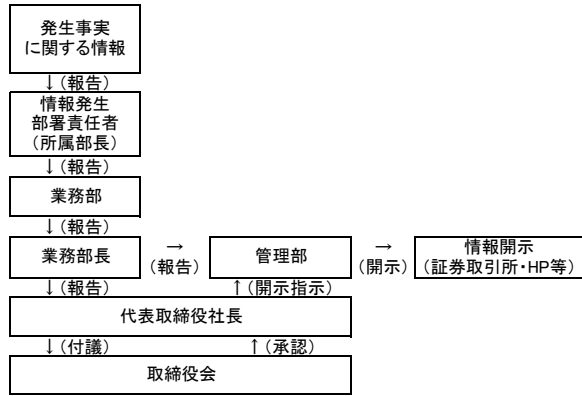 発生事実
に関する情報
↓(報告)
情報発生
部署責任者
(所属部長)
↓(報告)
業務部
↓(報告)
業務部長
→
(報告)
管理部
→
(開示)
情報開示
(証券取引所・HP等)
↓(報告)
↑(開示指示)
代表取締役社長
↓(付議)
↑(承認)
取締役会